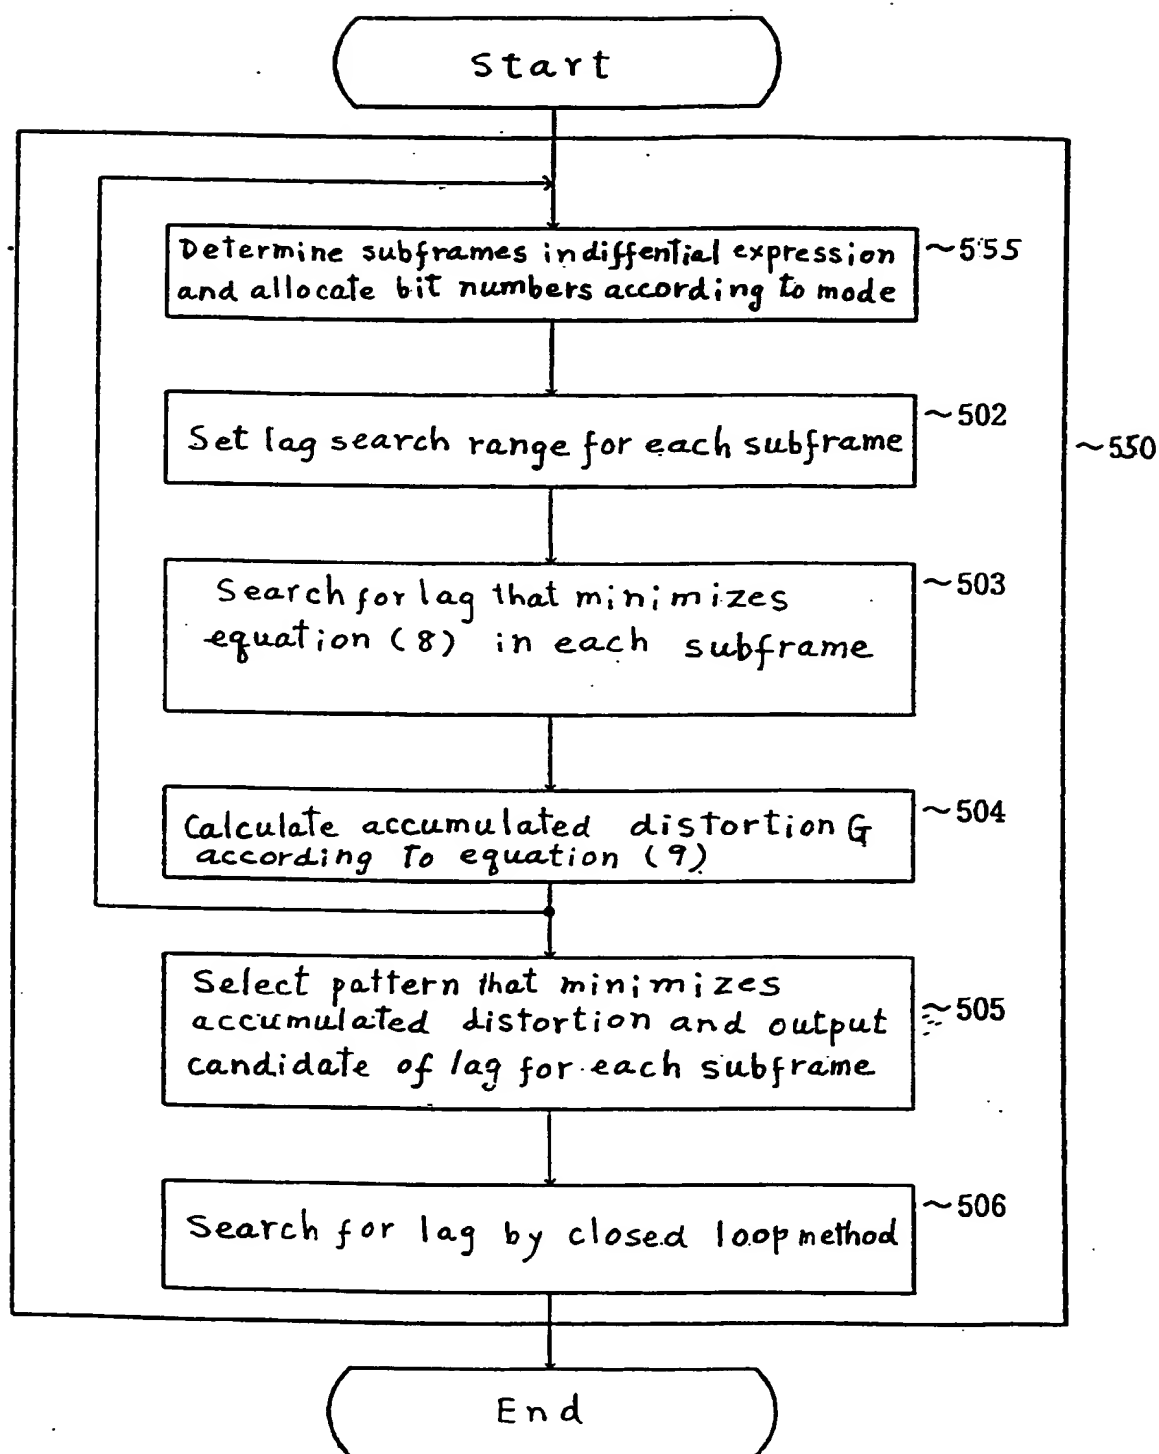 Start
Determine subframes in diffential expression
and allocate bit numbers according to mode
~555
Set lag search range for each subframe
~502
~550
Search for lag that minimizes
equation (8) in each subframe
~503
Calculate accumulated distortion G
according to equation (9)
~504
Select pattern that minimizes
accumulated distortion and output
candidate of lag for each subframe
~505
Search for lag by closed loop method
~506
End